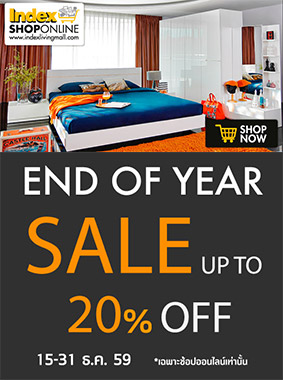 Index
SHOPONLINE
www.indexlivingmall.com
SHOP
NOW
END OF YEAR
SALE UP TO
20% OFF
15-31 ธ.ค. 59 *เฉพาะช้อปออนไลน์เท่านั้น